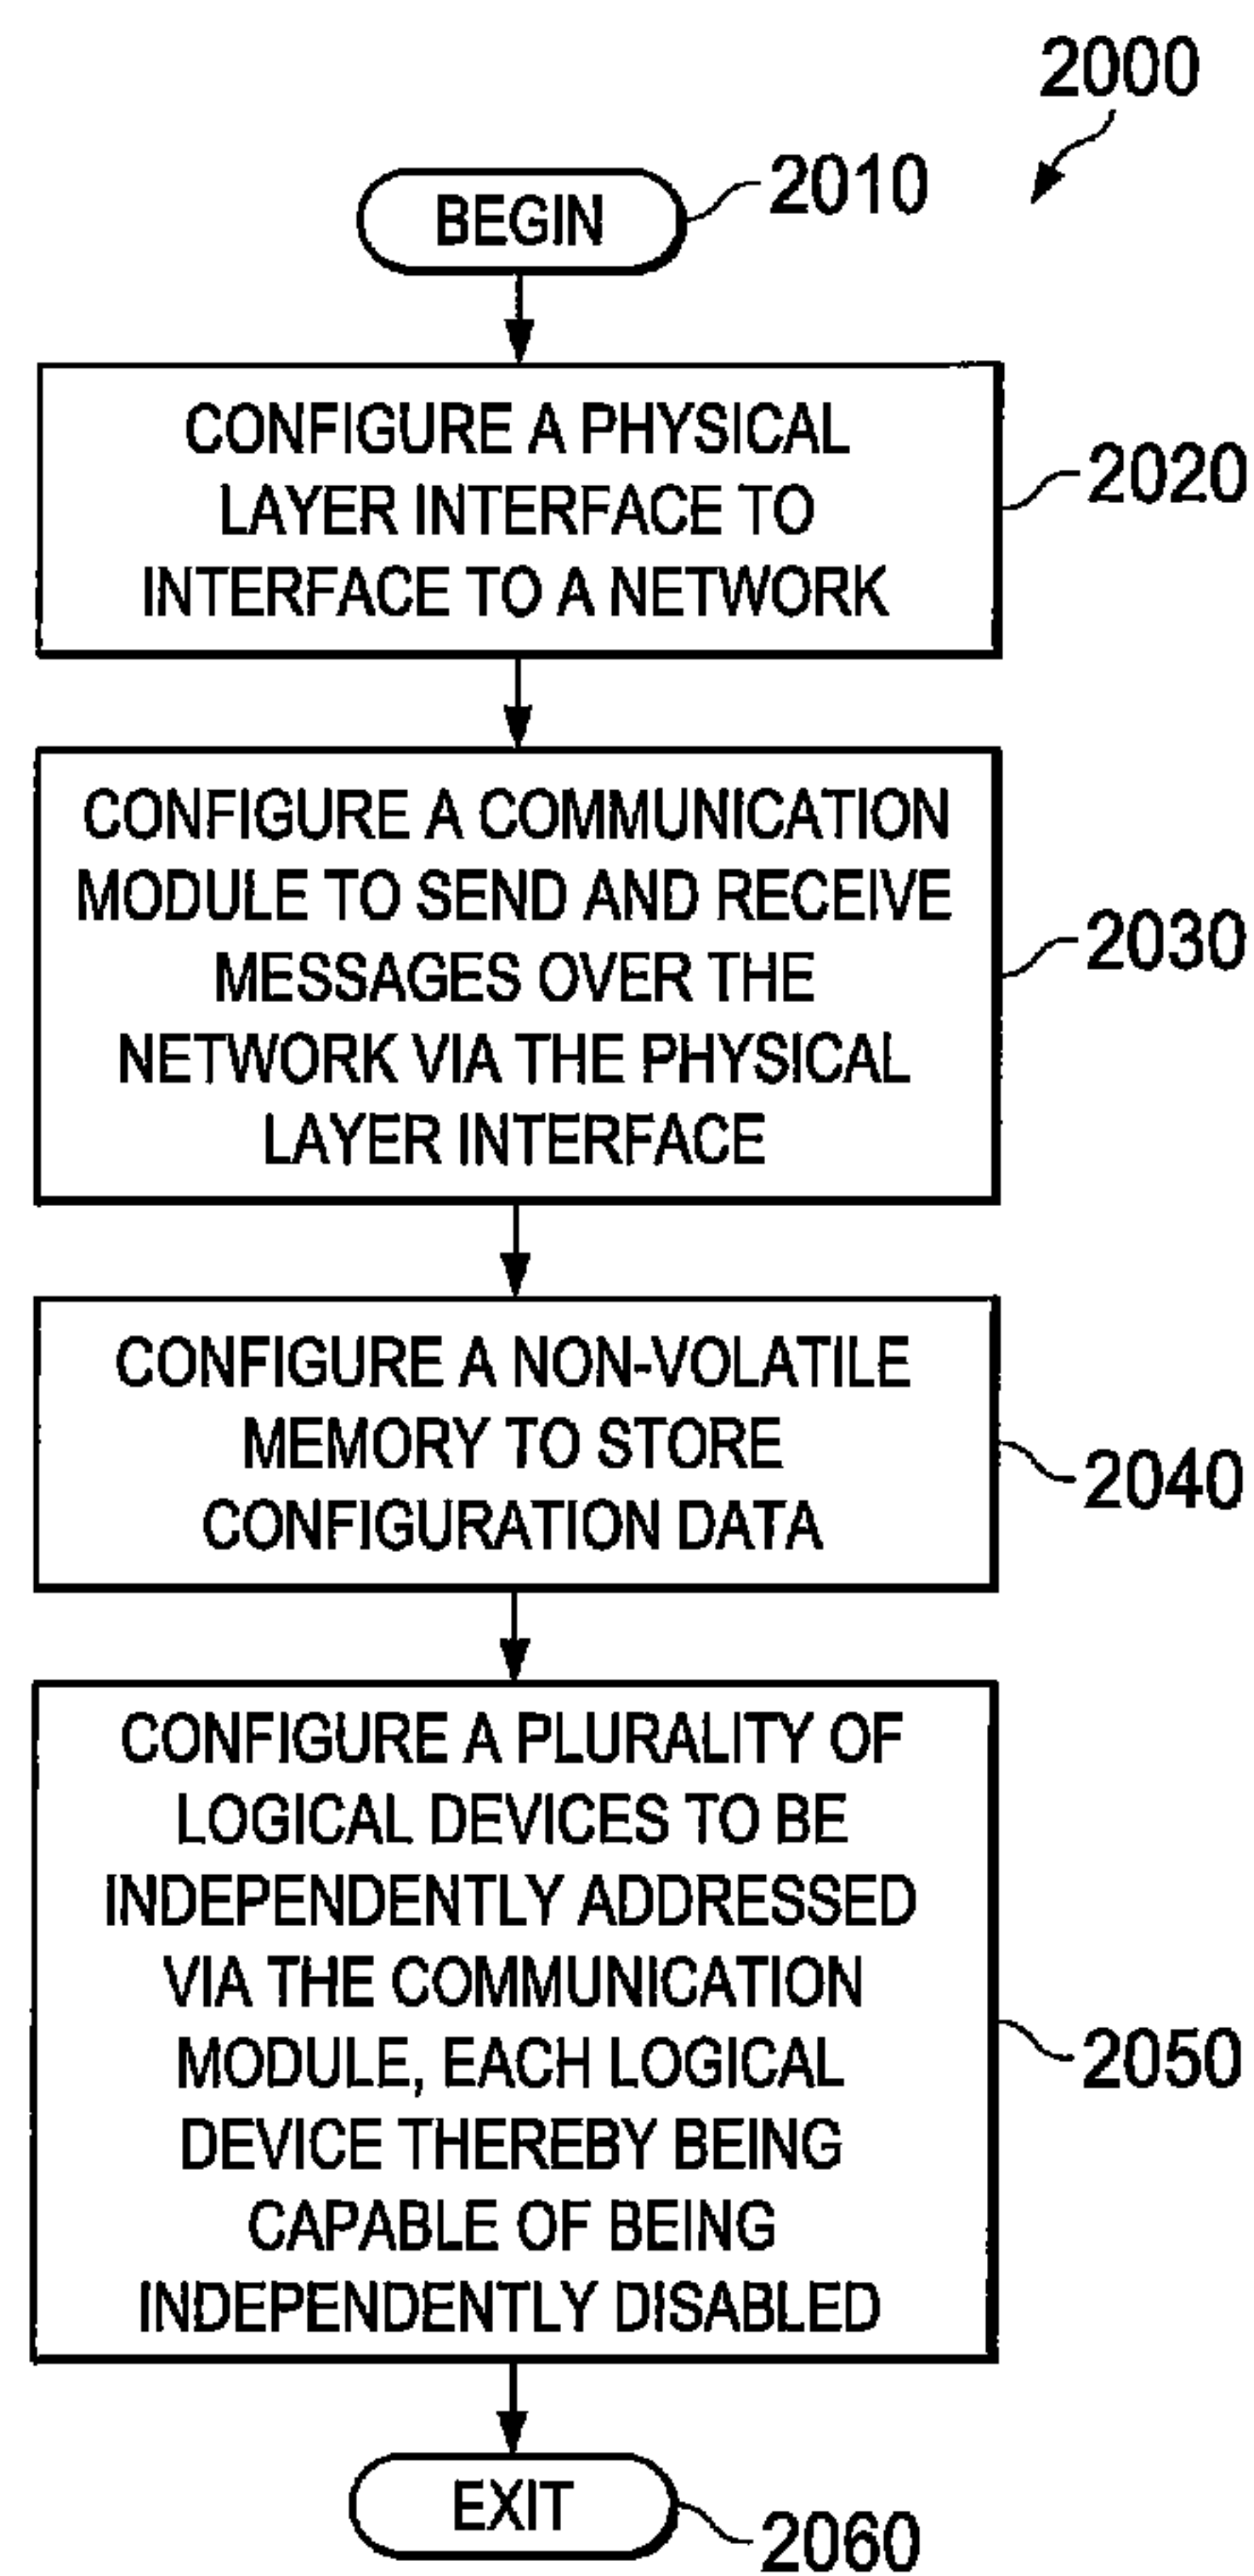 2000
BEGIN
2010
CONFIGURE A PHYSICAL
LAYER INTERFACE TO
INTERFACE TO A NETWORK
2020
CONFIGURE A COMMUNICATION
MODULE TO SEND AND RECEIVE
MESSAGES OVER THE
NETWORK VIA THE PHYSICAL
LAYER INTERFACE
2030
CONFIGURE A NON-VOLATILE
MEMORY TO STORE
CONFIGURATION DATA
2040
CONFIGURE A PLURALITY OF
LOGICAL DEVICES TO BE
INDEPENDENTLY ADDRESSED
VIA THE COMMUNICATION
MODULE, EACH LOGICAL
DEVICE THEREBY BEING
CAPABLE OF BEING
INDEPENDENTLY DISABLED
2050
EXIT
2060